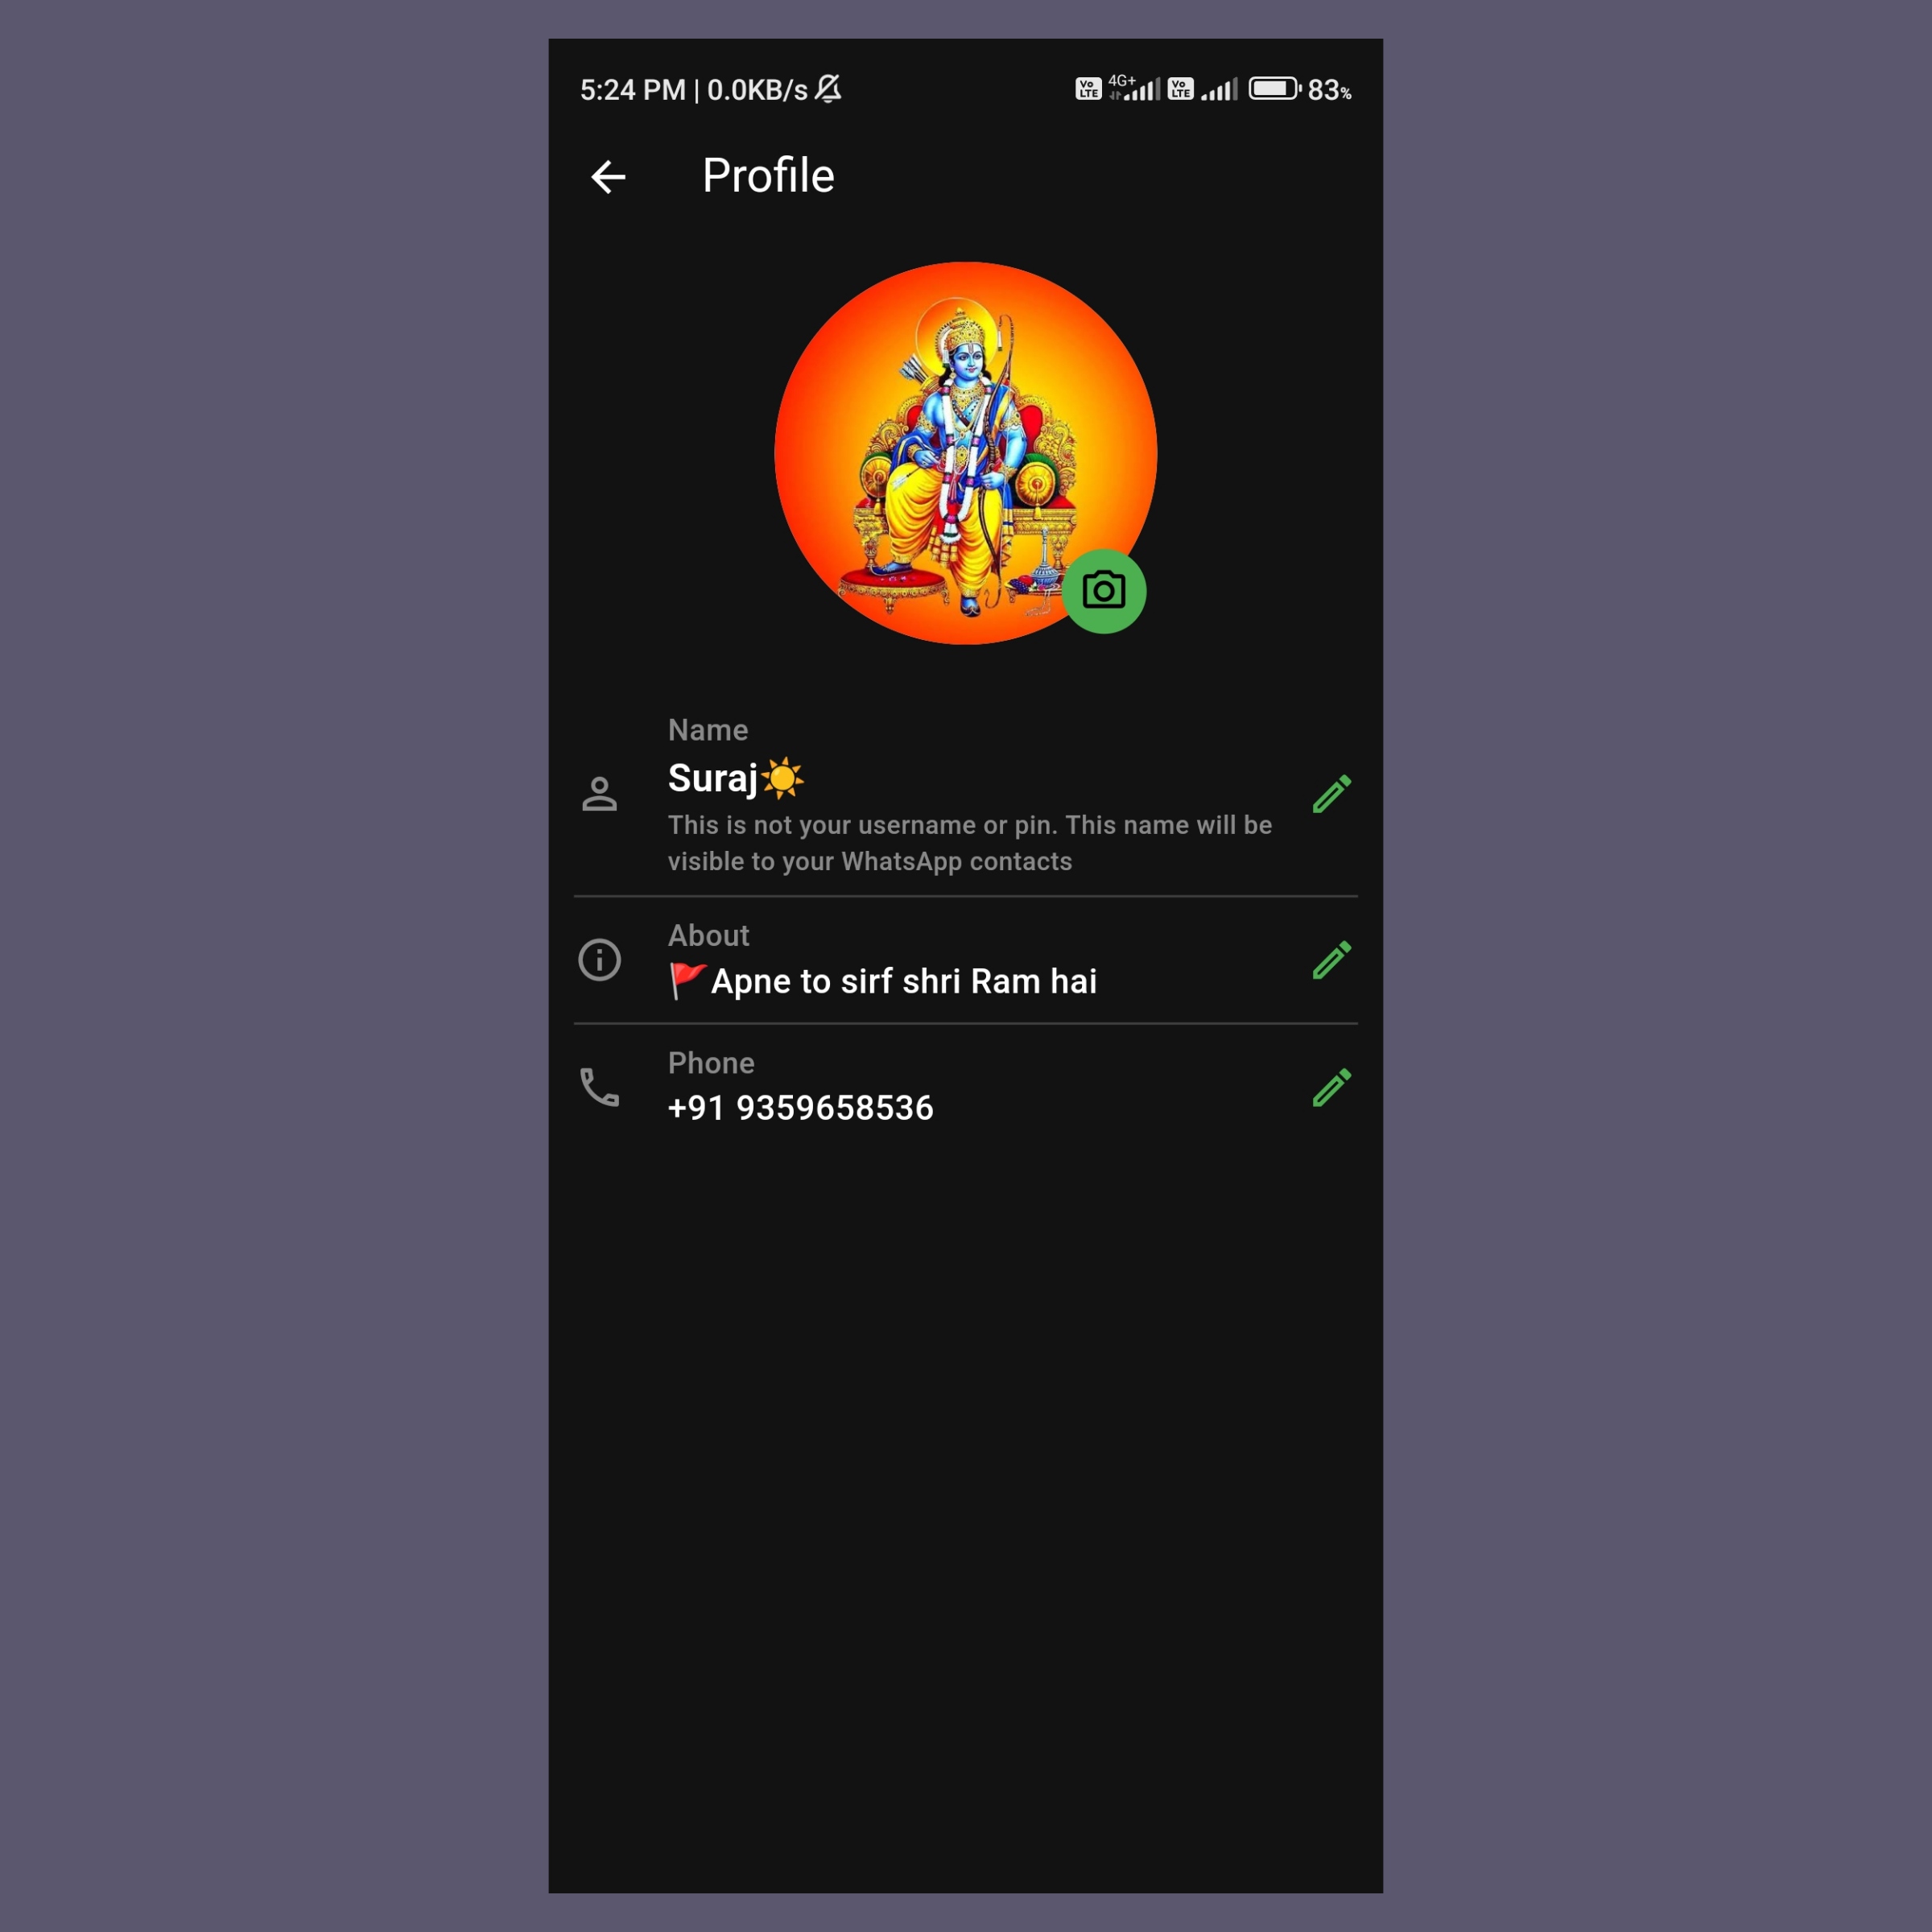 5:24 PM | 0.0KB/s Vo LTE 4G+ Vo LTE 83%
Profile
Name
Suraj☀️
This is not your username or pin. This name will be
visible to your WhatsApp contacts
About
🚩Apne to sirf shri Ram hai
Phone
+91 9359658536